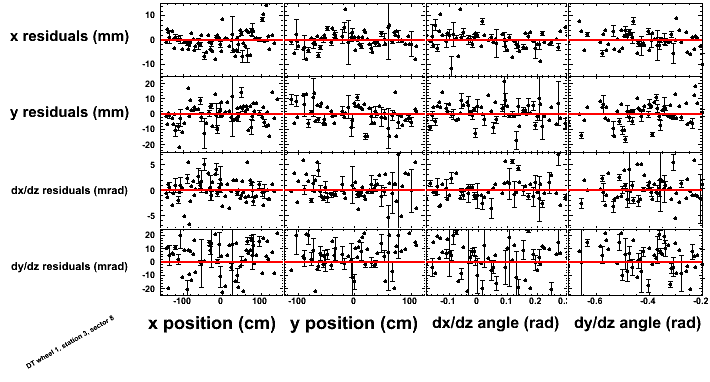 x residuals (mm)
10
0
-10
y residuals (mm)
20
10
0
-10
-20
dx/dz residuals (mrad)
5
0
-5
dy/dz residuals (mrad)
20
10
0
-10
-20
-100 0 100 -100 0 100 -0.1 0 0.1 0.2 0. -0.6 -0.4 -0.2
x position (cm) y position (cm) dx/dz angle (rad) dy/dz angle (rad)
DT wheel 1, station 3, sector 8